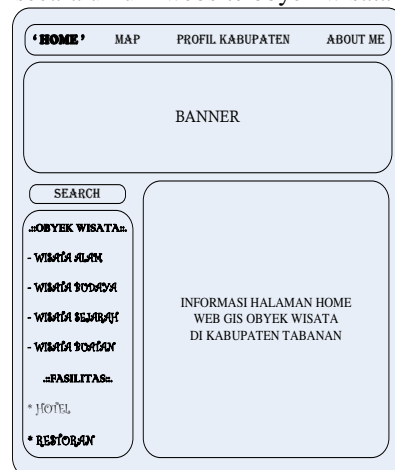 ‘ HOME ’ MAP PROFIL KABUPATEN ABOUT ME
BANNER
SEARCH
.::OBYEK WISATA::.
- WISATA ALAM
- WISATA BUDAYA
- WISATA SEJARAH
- WISATA BUATAN
.::FASILITAS::.
* HOTEL
* RESTORAN
INFORMASI HALAMAN HOME
WEB GIS OBYEK WISATA
DI KABUPATEN TABANAN